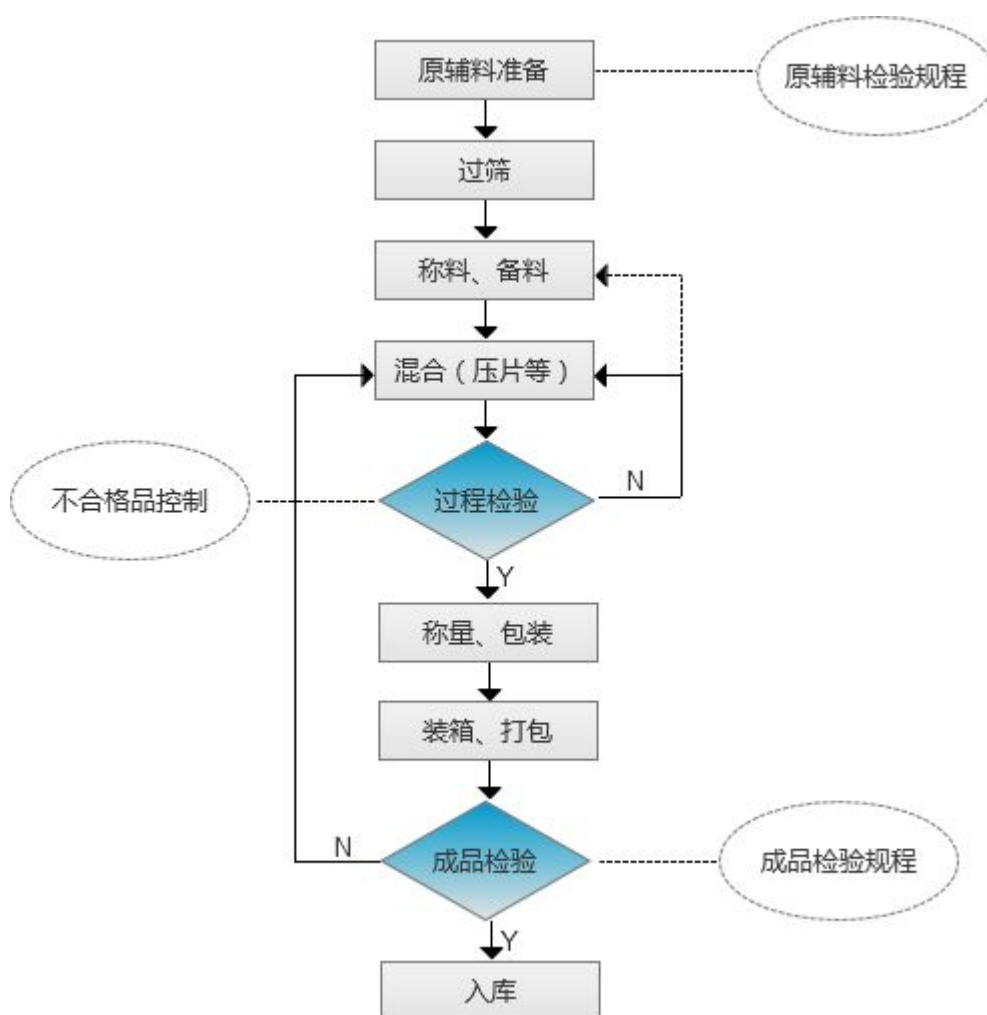 原辅料准备
原辅料检验规程
过筛
称料、备料
混合（压片等）
不合格品控制
过程检验
N
Y
称量、包装
装箱、打包
N
成品检验
成品检验规程
Y
入库